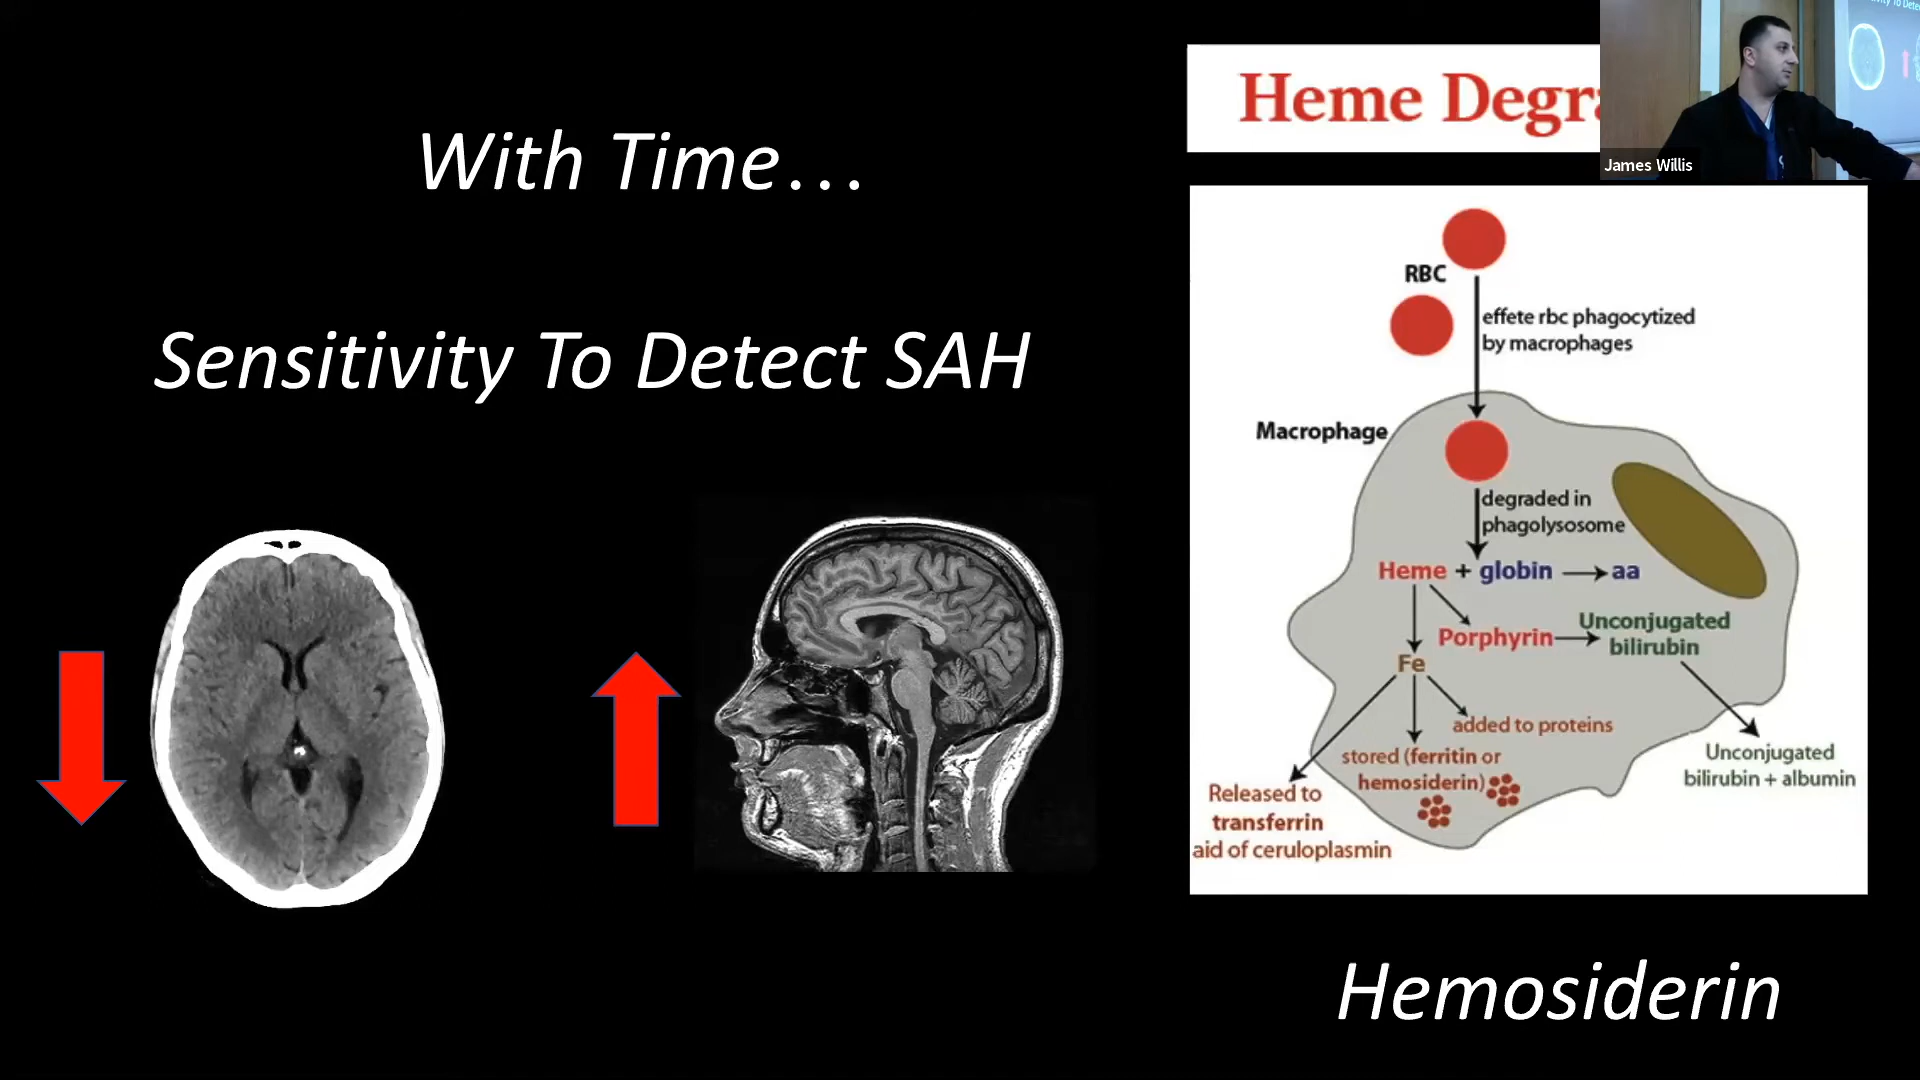 With Time...
Sensitivity To Detect SAH
Heme Degra
James Willis
RBC
effete rbc phagocytized
by macrophages
Macrophage
degraded in
phagolysosome
Heme + globin → aa
Porphyrin → Unconjugated
bilirubin
Fe
added to proteins
stored (ferritin or
hemosiderin)
Released to
transferrin
aid of ceruloplasmin
Unconjugated
bilirubin + albumin
Hemosiderin